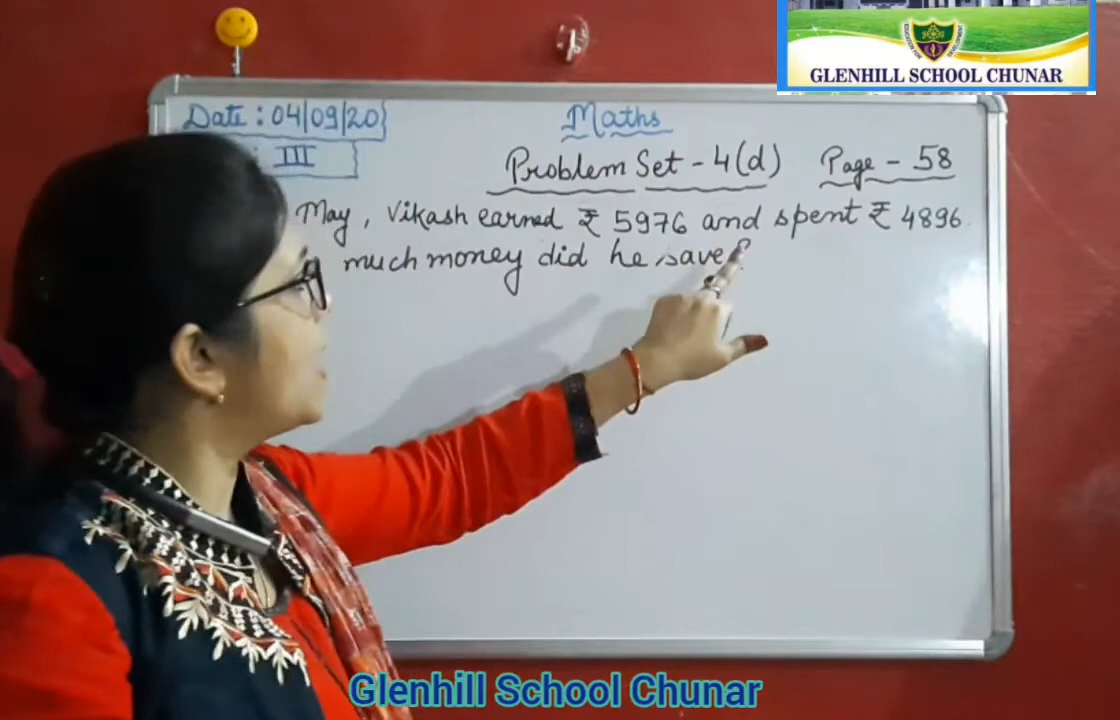 GLENHILL SCHOOL CHUNAR
Date : 04/09/20
Maths
: III
Problem Set - 4(d) Page - 58
May, Vikash earned ₹ 5976 and spent ₹ 4896.
much money did he save?
Glenhill School Chunar